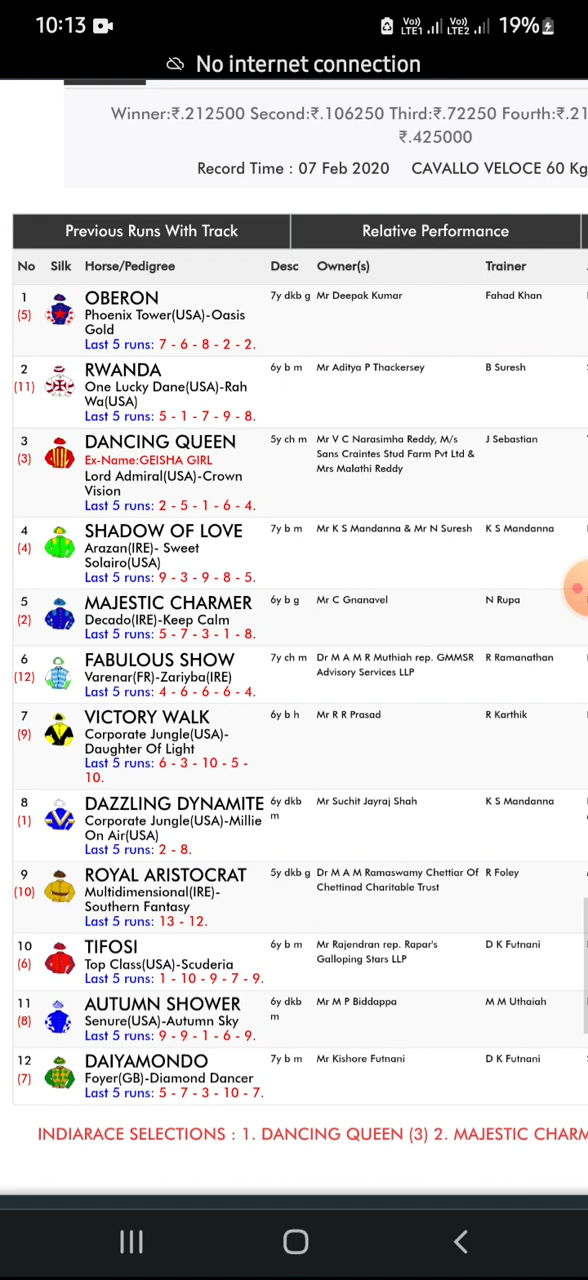 10:13
Vo)) LTE1 Vo)) LTE2 19%
No internet connection
Winner:₹.212500 Second:₹.106250 Third:₹.72250 Fourth:₹.21
₹.425000
Record Time : 07 Feb 2020 CAVALLO VELOCE 60 Kg
Previous Runs With Track Relative Performance
No Silk Horse/Pedigree Desc Owner(s) Trainer
1 OBERON 7y dkb g Mr Deepak Kumar Fahad Khan
(5) Phoenix Tower(USA)-Oasis
Gold
Last 5 runs: 7 - 6 - 8 - 2 - 2.
2 RWANDA 6y b m Mr Aditya P Thackersey B Suresh
(11) One Lucky Dane(USA)-Rah
Wa(USA)
Last 5 runs: 5 - 1 - 7 - 9 - 8.
3 DANCING QUEEN 5y ch m Mr V C Narasimha Reddy, M/s J Sebastian
(3) Ex-Name:GEISHA GIRL Sans Craintes Stud Farm Pvt Ltd &
Lord Admiral(USA)-Crown Mrs Malathi Reddy
Vision
Last 5 runs: 2 - 5 - 1 - 6 - 4.
4 SHADOW OF LOVE 7y b m Mr K S Mandanna & Mr N Suresh K S Mandanna
(4) Arazan(IRE)- Sweet
Solairo(USA)
Last 5 runs: 9 - 3 - 9 - 8 - 5.
5 MAJESTIC CHARMER 6y b g Mr C Gnanavel N Rupa
(2) Decado(IRE)-Keep Calm
Last 5 runs: 5 - 7 - 3 - 1 - 8.
6 FABULOUS SHOW 7y ch m Dr M A M R Muthiah rep. GMMSR R Ramanathan
(12) Varenar(FR)-Zariyba(IRE) Advisory Services LLP
Last 5 runs: 4 - 6 - 6 - 6 - 4.
7 VICTORY WALK 6y b h Mr R R Prasad R Karthik
(9) Corporate Jungle(USA)-
Daughter Of Light
Last 5 runs: 6 - 3 - 10 - 5 -
10.
8 DAZZLING DYNAMITE 6y dkb Mr Suchit Jayraj Shah K S Mandanna
(1) Corporate Jungle(USA)-Millie m
On Air(USA)
Last 5 runs: 2 - 8.
9 ROYAL ARISTOCRAT 5y dkb g Dr M A M Ramaswamy Chettiar Of R Foley
(10) Multidimensional(IRE)- Chettinad Charitable Trust
Southern Fantasy
Last 5 runs: 13 - 12.
10 TIFOSI 6y b m Mr Rajendran rep. Rapar's D K Futnani
(6) Top Class(USA)-Scuderia Galloping Stars LLP
Last 5 runs: 1 - 10 - 9 - 7 - 9.
11 AUTUMN SHOWER 6y dkb Mr M P Biddappa M M Uthaiah
(8) Senure(USA)-Autumn Sky m
Last 5 runs: 9 - 9 - 1 - 6 - 9.
12 DAIYAMONDO 7y b m Mr Kishore Futnani D K Futnani
(7) Foyer(GB)-Diamond Dancer
Last 5 runs: 5 - 7 - 3 - 10 - 7.
INDIARACE SELECTIONS : 1. DANCING QUEEN (3) 2. MAJESTIC CHARM